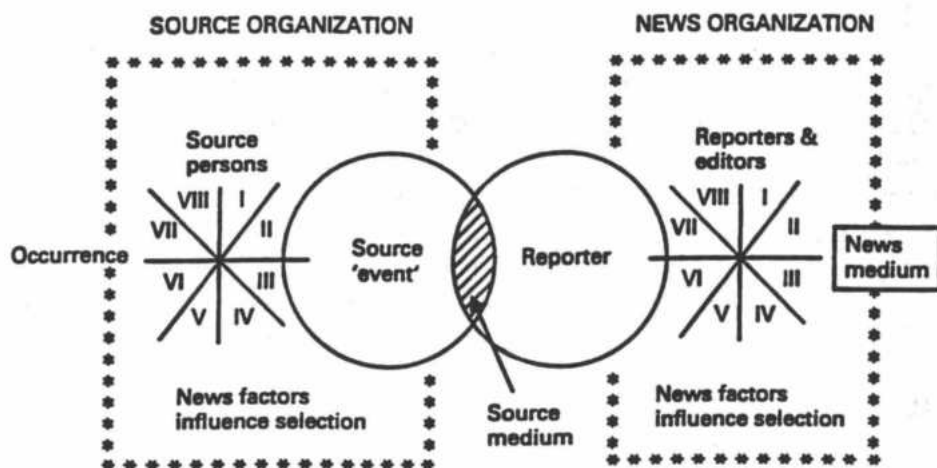 SOURCE ORGANIZATION
NEWS ORGANIZATION
Source
persons
VIII I
VII II
Occurrence
VI III
V IV
Source
'event'
Reporter
Reporters &
editors
VIII I
VII II
VI III
V IV
News
medium
News factors
influence selection
Source
medium
News factors
influence selection